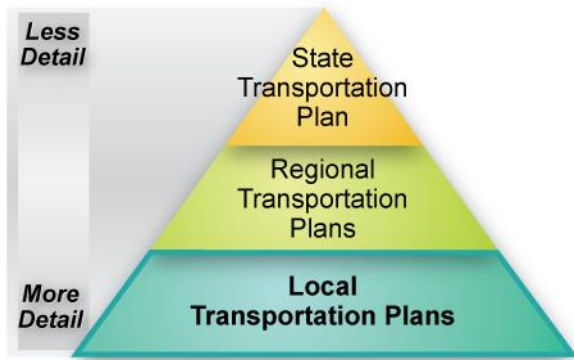 Less
Detail
State
Transportation
Plan
Regional
Transportation
Plans
More
Detail
Local
Transportation Plans